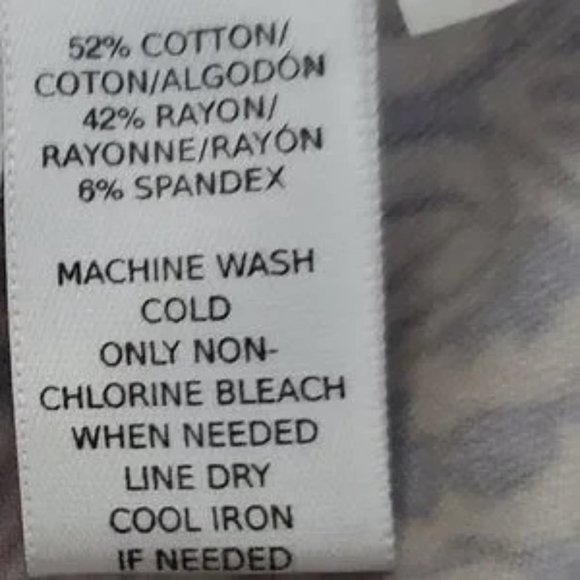 52% COTTON/
COTON/ALGODÓN
42% RAYON/
RAYONNE/RAYÓN
6% SPANDEX
MACHINE WASH
COLD
ONLY NON-
CHLORINE BLEACH
WHEN NEEDED
LINE DRY
COOL IRON
IF NEEDED